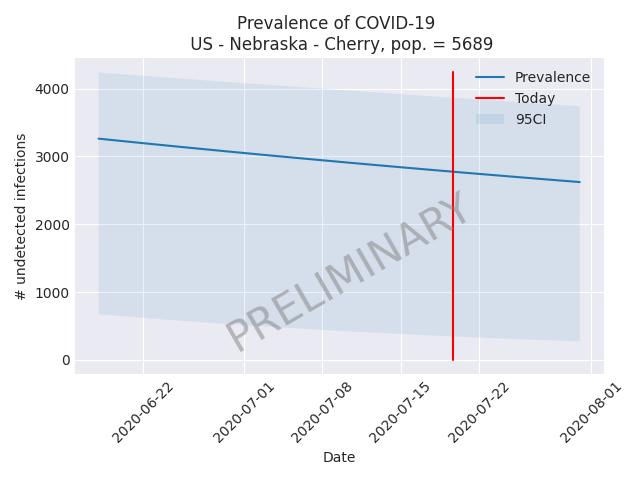 Prevalence of COVID-19
US - Nebraska - Cherry, pop. = 5689
Prevalence
Today
95CI
# undetected infections
4000
3000
2000
1000
0
PRELIMINARY
2020-06-22
2020-07-01
2020-07-08
2020-07-15
2020-07-22
2020-08-01
Date